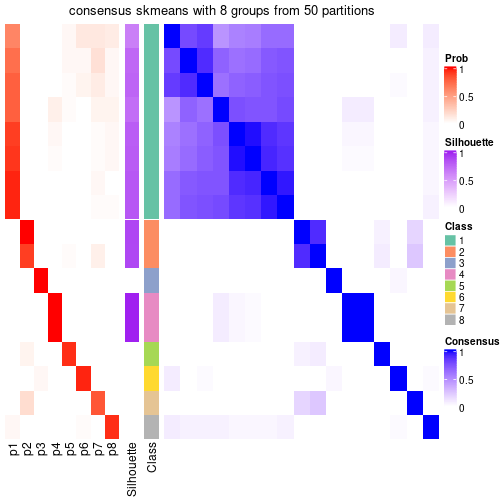 consensus skmeans with 8 groups from 50 partitions
Prob
1
0.5
0
Silhouette
1
0.5
0
Class
1
2
3
4
5
6
7
8
Consensus
1
0.5
0
p1 p2 p3 p4 p5 p6 p7 p8 Silhouette Class